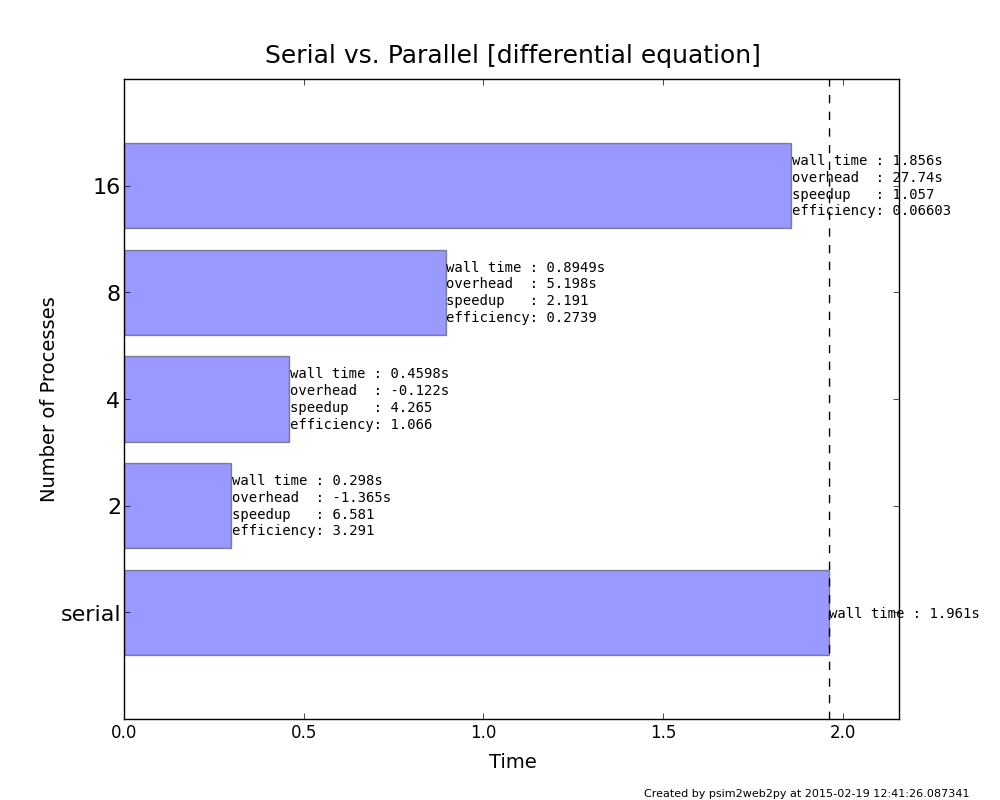 Serial vs. Parallel [differential equation]
Number of Processes
16
wall time : 1.856s
overhead  : 27.74s
speedup   : 1.057
efficiency: 0.06603
8
wall time : 0.8949s
overhead  : 5.198s
speedup   : 2.191
efficiency: 0.2739
4
wall time : 0.4598s
overhead  : -0.122s
speedup   : 4.265
efficiency: 1.066
2
wall time : 0.298s
overhead  : -1.365s
speedup   : 6.581
efficiency: 3.291
serial
wall time : 1.961s
0.0 0.5 1.0 1.5 2.0
Time
Created by psim2web2py at 2015-02-19 12:41:26.087341